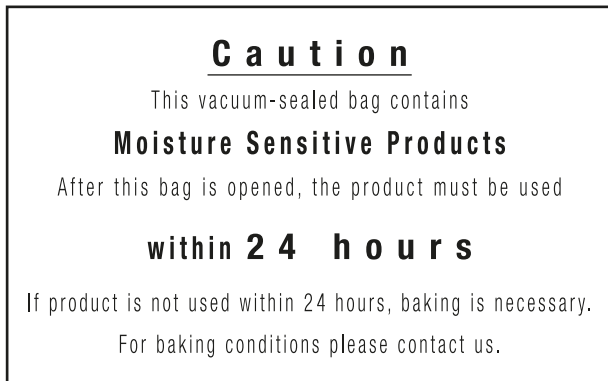 Caution
This vacuum-sealed bag contains
Moisture Sensitive Products
After this bag is opened, the product must be used
within 24 hours
If product is not used within 24 hours, baking is necessary.
For baking conditions please contact us.